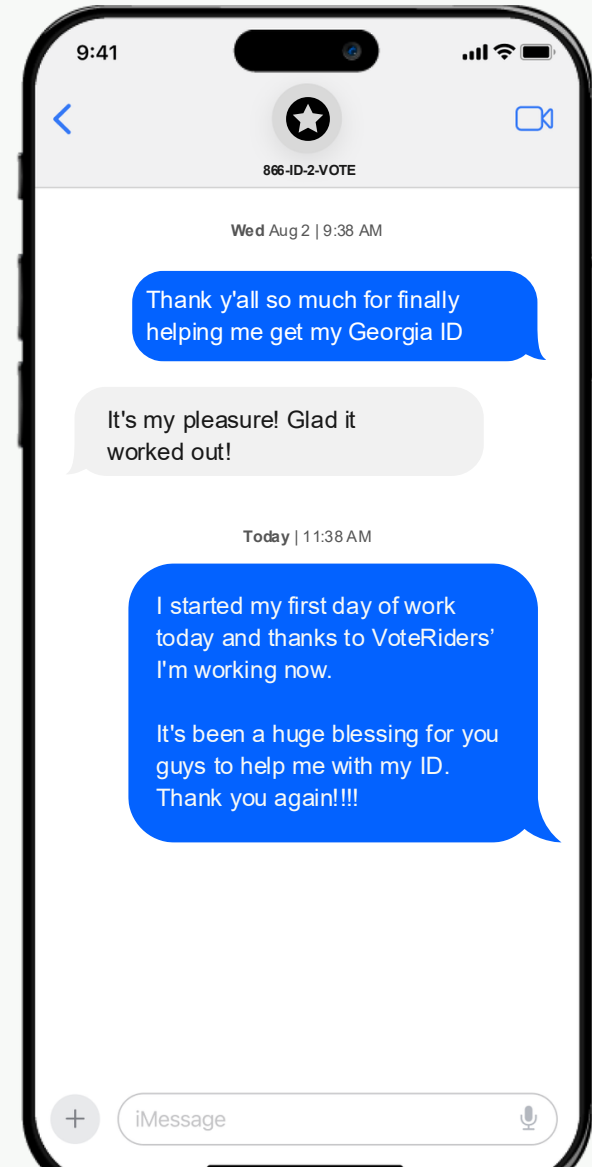 9:41
866-ID-2-VOTE
Wed Aug 2 | 9:38 AM
Thank y'all so much for finally
helping me get my Georgia ID
It's my pleasure! Glad it
worked out!
Today | 11:38 AM
I started my first day of work
today and thanks to VoteRiders’
I'm working now.
It's been a huge blessing for you
guys to help me with my ID.
Thank you again!!!!
iMessage